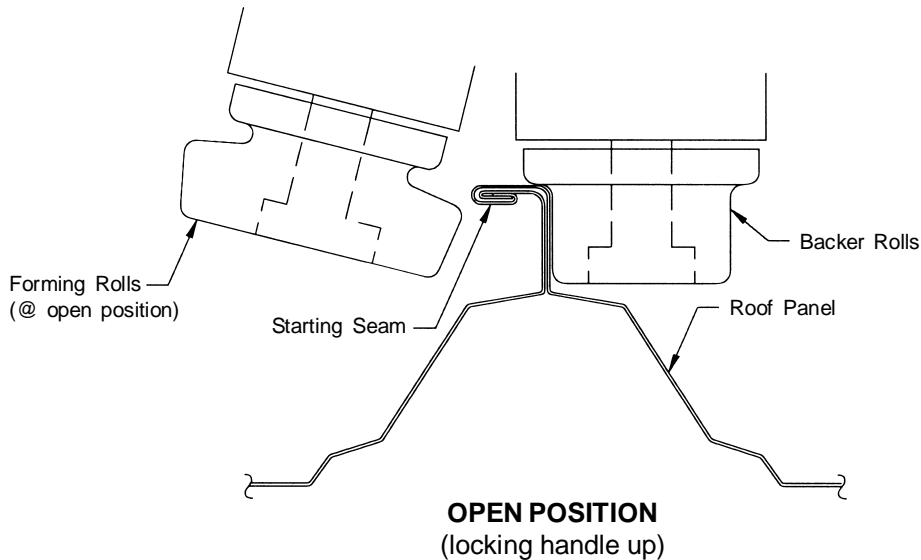 Backer Rolls
Forming Rolls
(@ open position)
Starting Seam
Roof Panel
OPEN POSITION
(locking handle up)